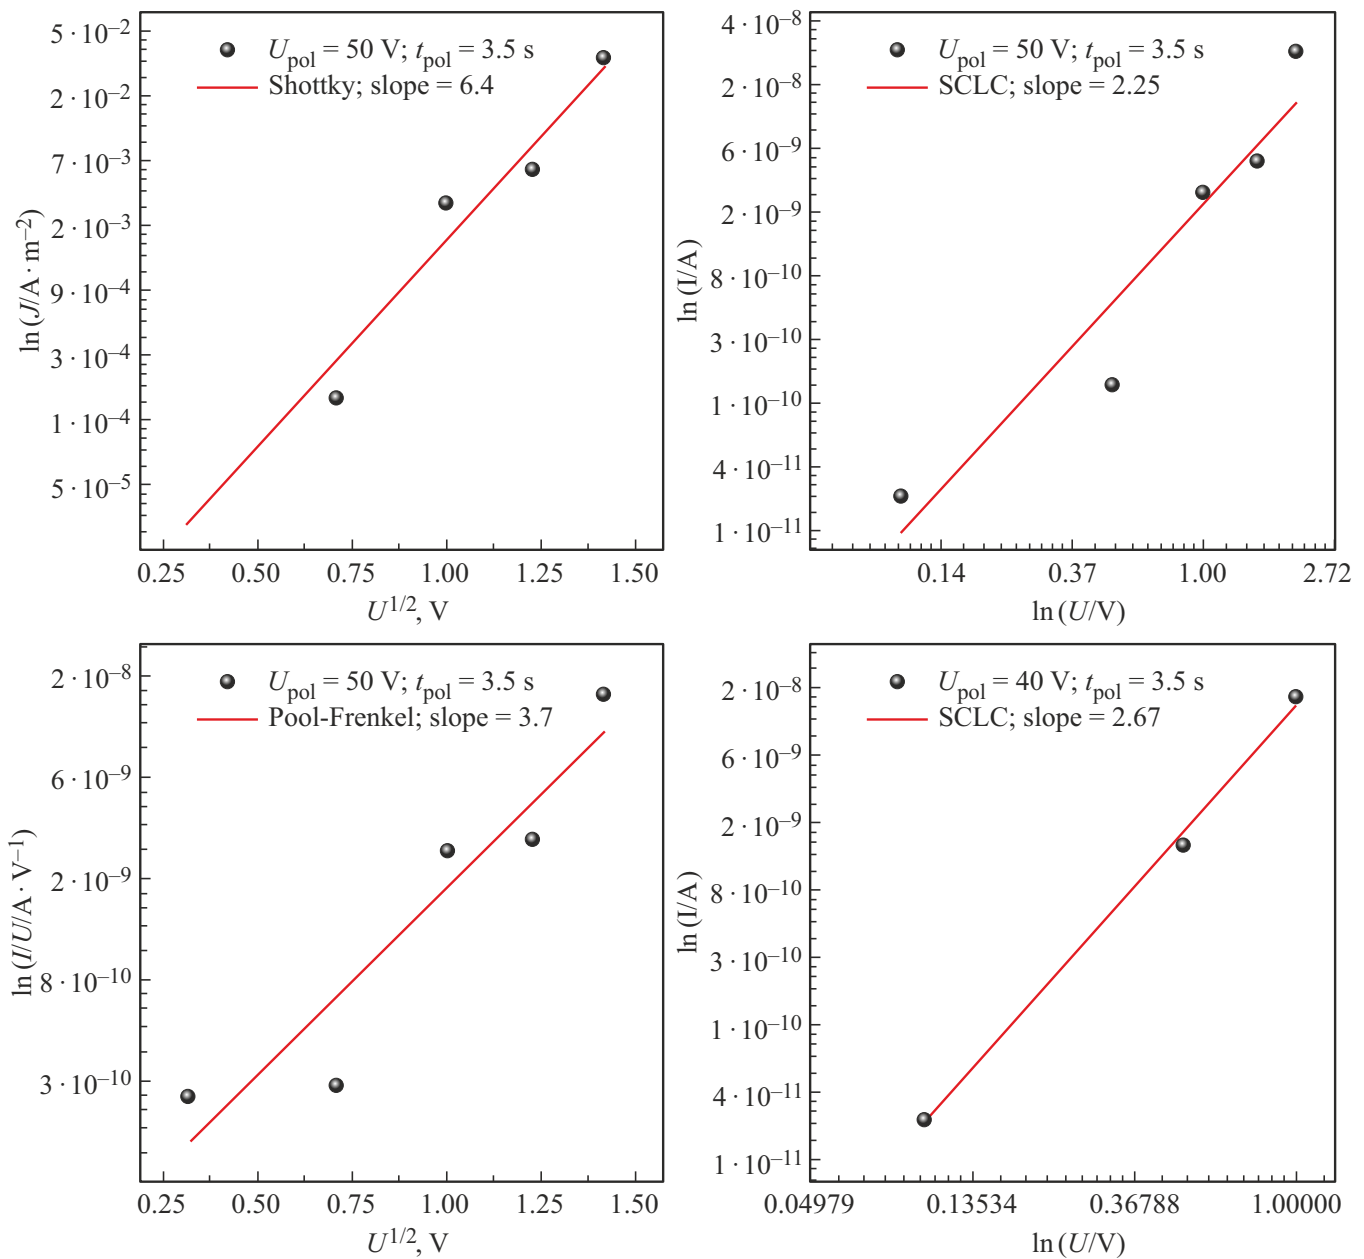 5 · 10⁻²
2 · 10⁻²
7 · 10⁻³
2 · 10⁻³
9 · 10⁻⁴
3 · 10⁻⁴
1 · 10⁻⁴
5 · 10⁻⁵
ln (J/A · m⁻²)
U_pol = 50 V; t_pol = 3.5 s
Shottky; slope = 6.4
0.25 0.50 0.75 1.00 1.25 1.50
U^1/2, V
4 · 10⁻⁸
2 · 10⁻⁸
6 · 10⁻⁹
2 · 10⁻⁹
8 · 10⁻¹⁰
3 · 10⁻¹⁰
1 · 10⁻¹⁰
4 · 10⁻¹¹
1 · 10⁻¹¹
ln (I/A)
U_pol = 50 V; t_pol = 3.5 s
SCLC; slope = 2.25
0.14 0.37 1.00 2.72
ln (U/V)
2 · 10⁻⁸
6 · 10⁻⁹
2 · 10⁻⁹
8 · 10⁻¹⁰
3 · 10⁻¹⁰
ln (I/U/A · V⁻¹)
U_pol = 50 V; t_pol = 3.5 s
Pool-Frenkel; slope = 3.7
0.25 0.50 0.75 1.00 1.25 1.50
U^1/2, V
2 · 10⁻⁸
6 · 10⁻⁹
2 · 10⁻⁹
8 · 10⁻¹⁰
3 · 10⁻¹⁰
1 · 10⁻¹⁰
4 · 10⁻¹¹
1 · 10⁻¹¹
ln (I/A)
U_pol = 40 V; t_pol = 3.5 s
SCLC; slope = 2.67
0.04979 0.13534 0.36788 1.00000
ln (U/V)